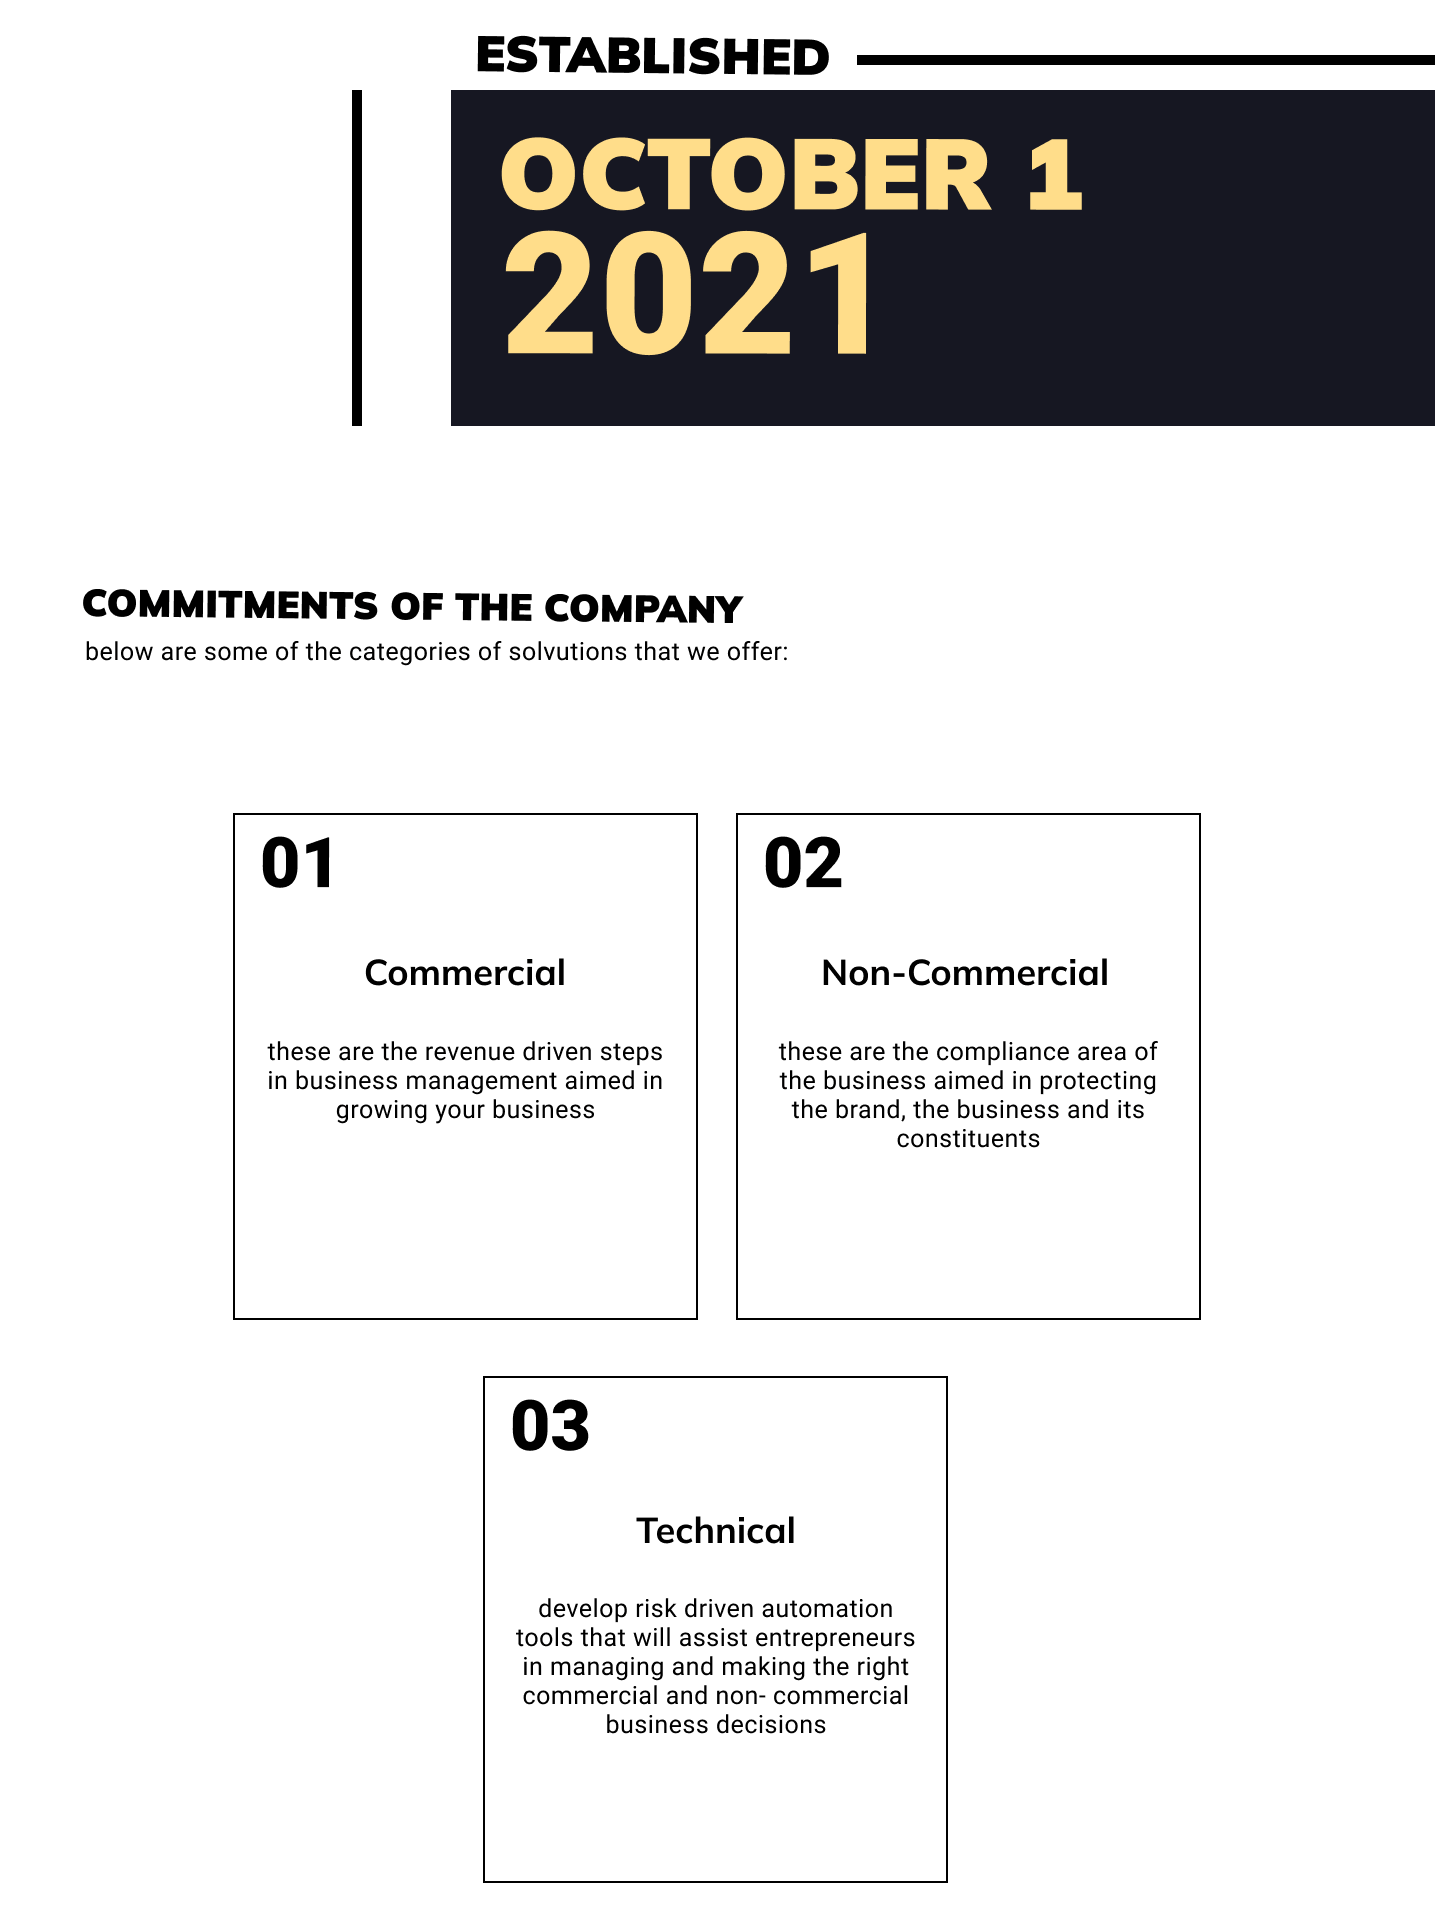 ESTABLISHED
OCTOBER 1
2021
COMMITMENTS OF THE COMPANY
below are some of the categories of solvutions that we offer:
01
Commercial
these are the revenue driven steps
in business management aimed in
growing your business
02
Non-Commercial
these are the compliance area of
the business aimed in protecting
the brand, the business and its
constituents
03
Technical
develop risk driven automation
tools that will assist entrepreneurs
in managing and making the right
commercial and non- commercial
business decisions